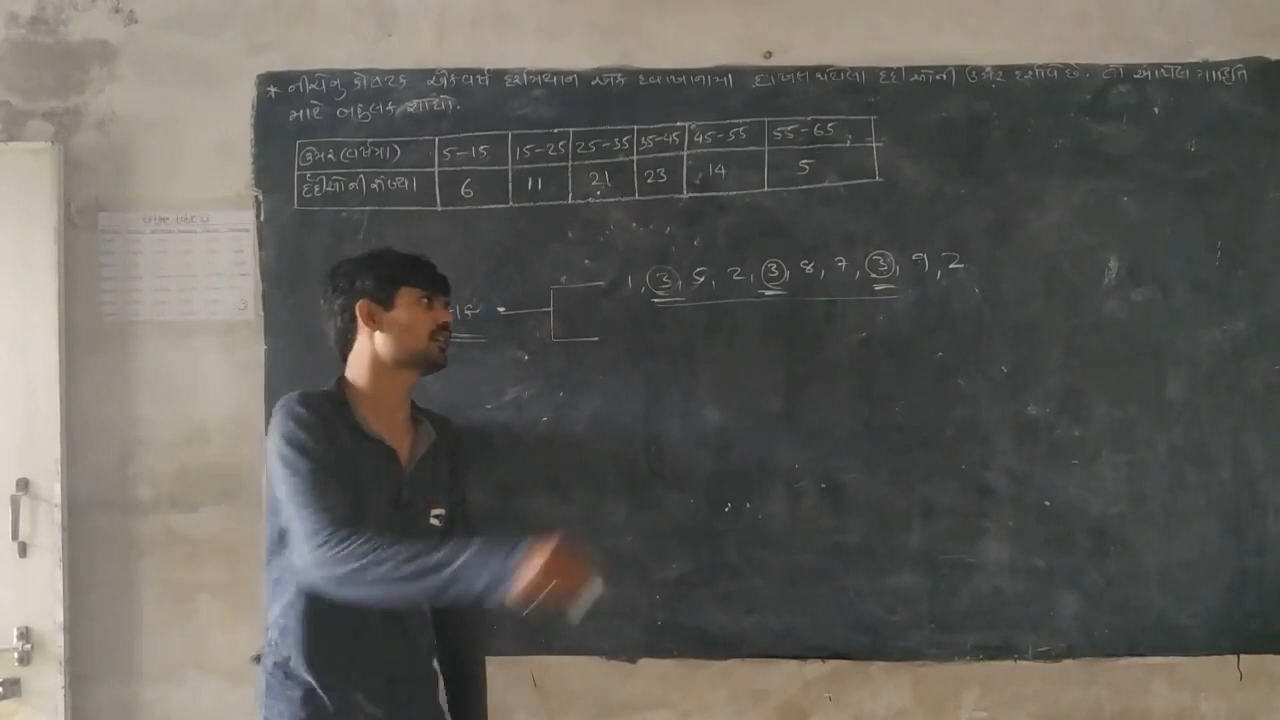 * નીચેનું કોષ્ટક એકવર્ષ દરમિયાન એક દવાખાનામાં દાખલ થયેલા દર્દીઓની ઉંમર દર્શાવે છે. તો આપેલ માહિતિ
માટે બહુલક શોધો.
ઉંમર(વર્ષમાં) 5-15 15-25 25-35 35-45 45-55 55-65
દર્દીઓની સંખ્યા 6 11 21 23 14 5
1, 3, 5, 2, 3, 8, 7, 3, 9, 2